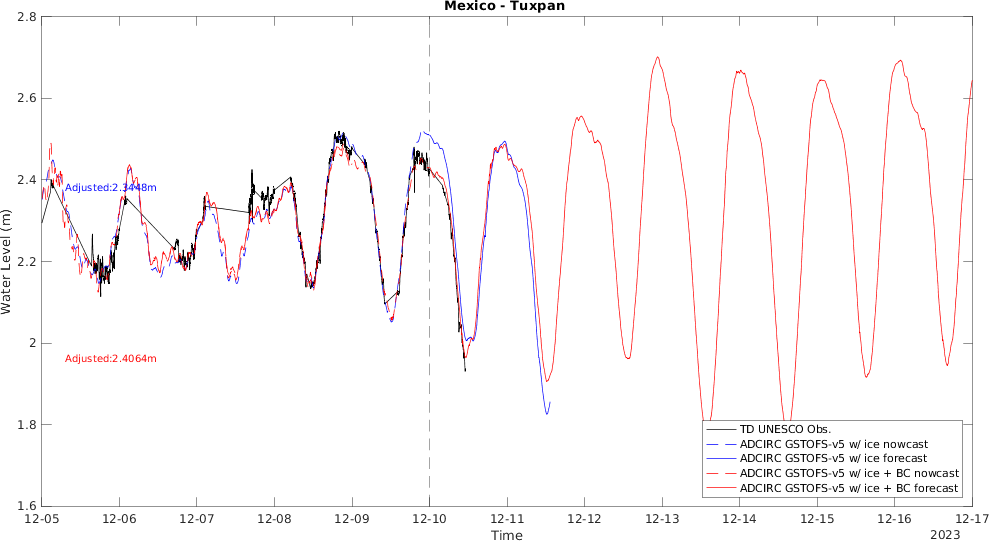 Mexico - Tuxpan
2.8
2.6
2.4
2.2
2
1.8
1.6
Water Level (m)
Adjusted:2.3448m
Adjusted:2.4064m
TD UNESCO Obs.
ADCIRC GSTOFS-v5 w/ ice nowcast
ADCIRC GSTOFS-v5 w/ ice forecast
ADCIRC GSTOFS-v5 w/ ice + BC nowcast
ADCIRC GSTOFS-v5 w/ ice + BC forecast
12-05 12-06 12-07 12-08 12-09 12-10 12-11 12-12 12-13 12-14 12-15 12-16 12-17
Time
2023